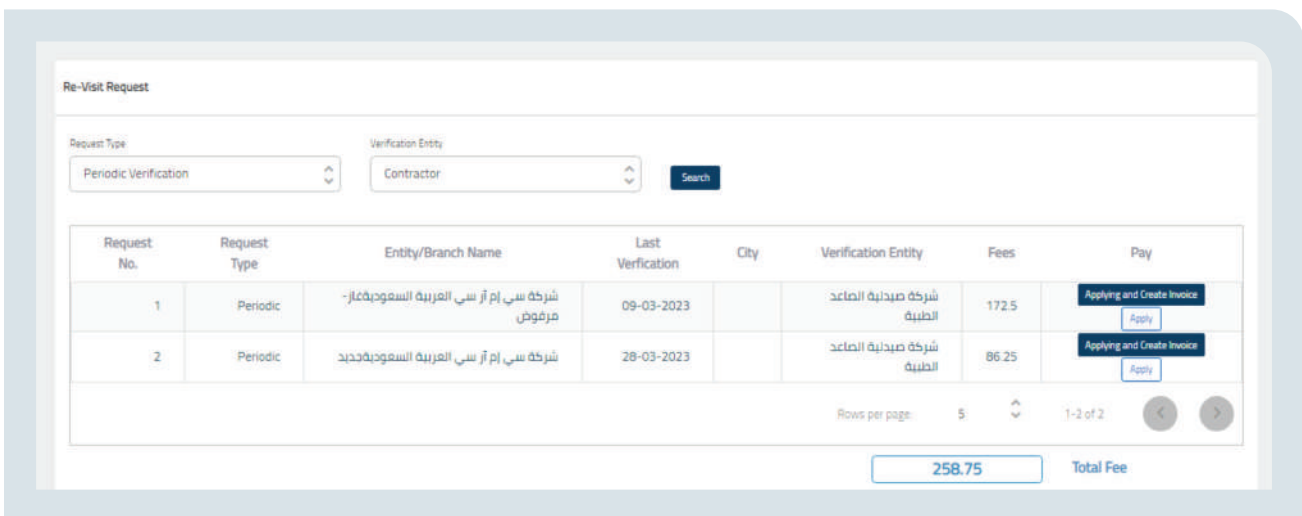 Re-Visit Request
Request Type
Verification Entity
Periodic Verification
Contractor
Search
Request No.
Request Type
Entity/Branch Name
Last Verfication
City
Verification Entity
Fees
Pay
1
Periodic
شركة سي إم آر سي العربية السعوديةغاز-
مرفوض
09-03-2023
شركة صيدلية الصاعد
الطبية
172.5
Applying and Create Invoice
Apply
2
Periodic
شركة سي إم آر سي العربية السعوديةجديد
28-03-2023
شركة صيدلية الصاعد
الطبية
86.25
Applying and Create Invoice
Apply
Rows per page:
5
1-2 of 2
258.75
Total Fee